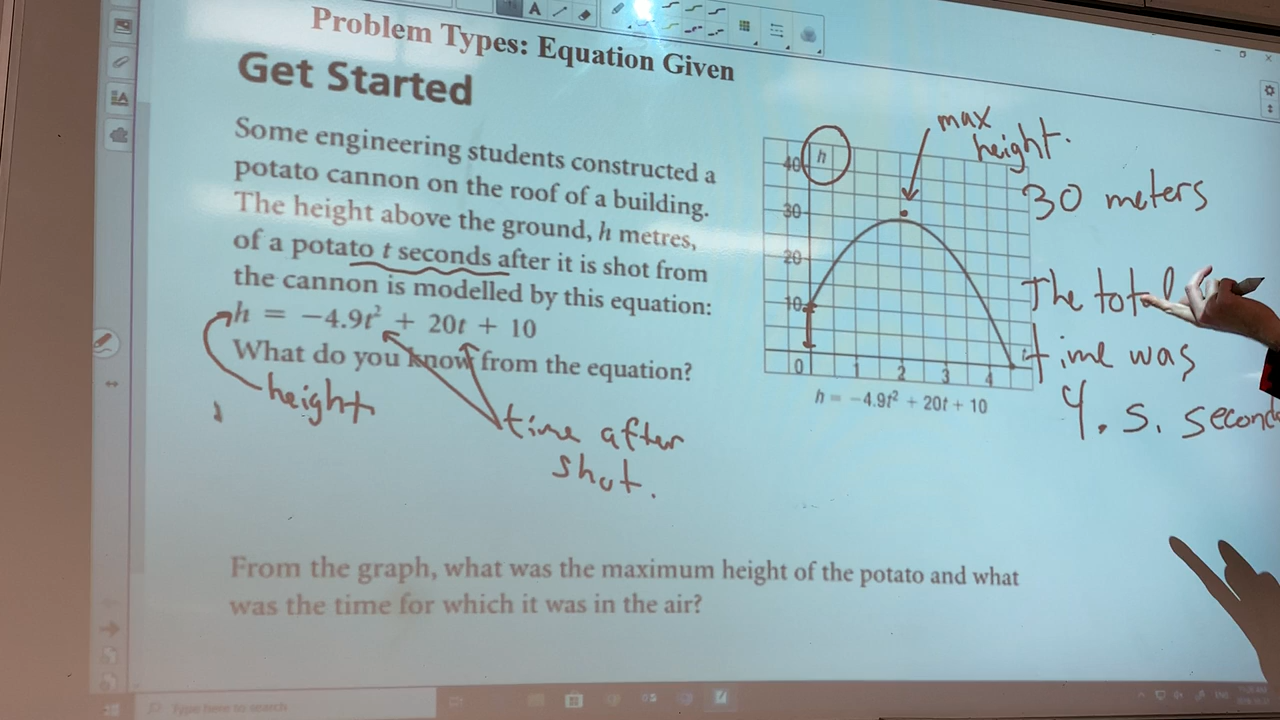 Problem Types: Equation Given
Get Started
Some engineering students constructed a
potato cannon on the roof of a building.
The height above the ground, h metres,
of a potato t seconds after it is shot from
the cannon is modelled by this equation:
h = −4.9t² + 20t + 10
What do you know from the equation?
height
time after
shot.
max
height.
30 meters
The total
time was
4.5. seconds
40
h
30
20
10
0
1
2
3
4
t
h = −4.9t² + 20t + 10
From the graph, what was the maximum height of the potato and what
was the time for which it was in the air?
Type here to search